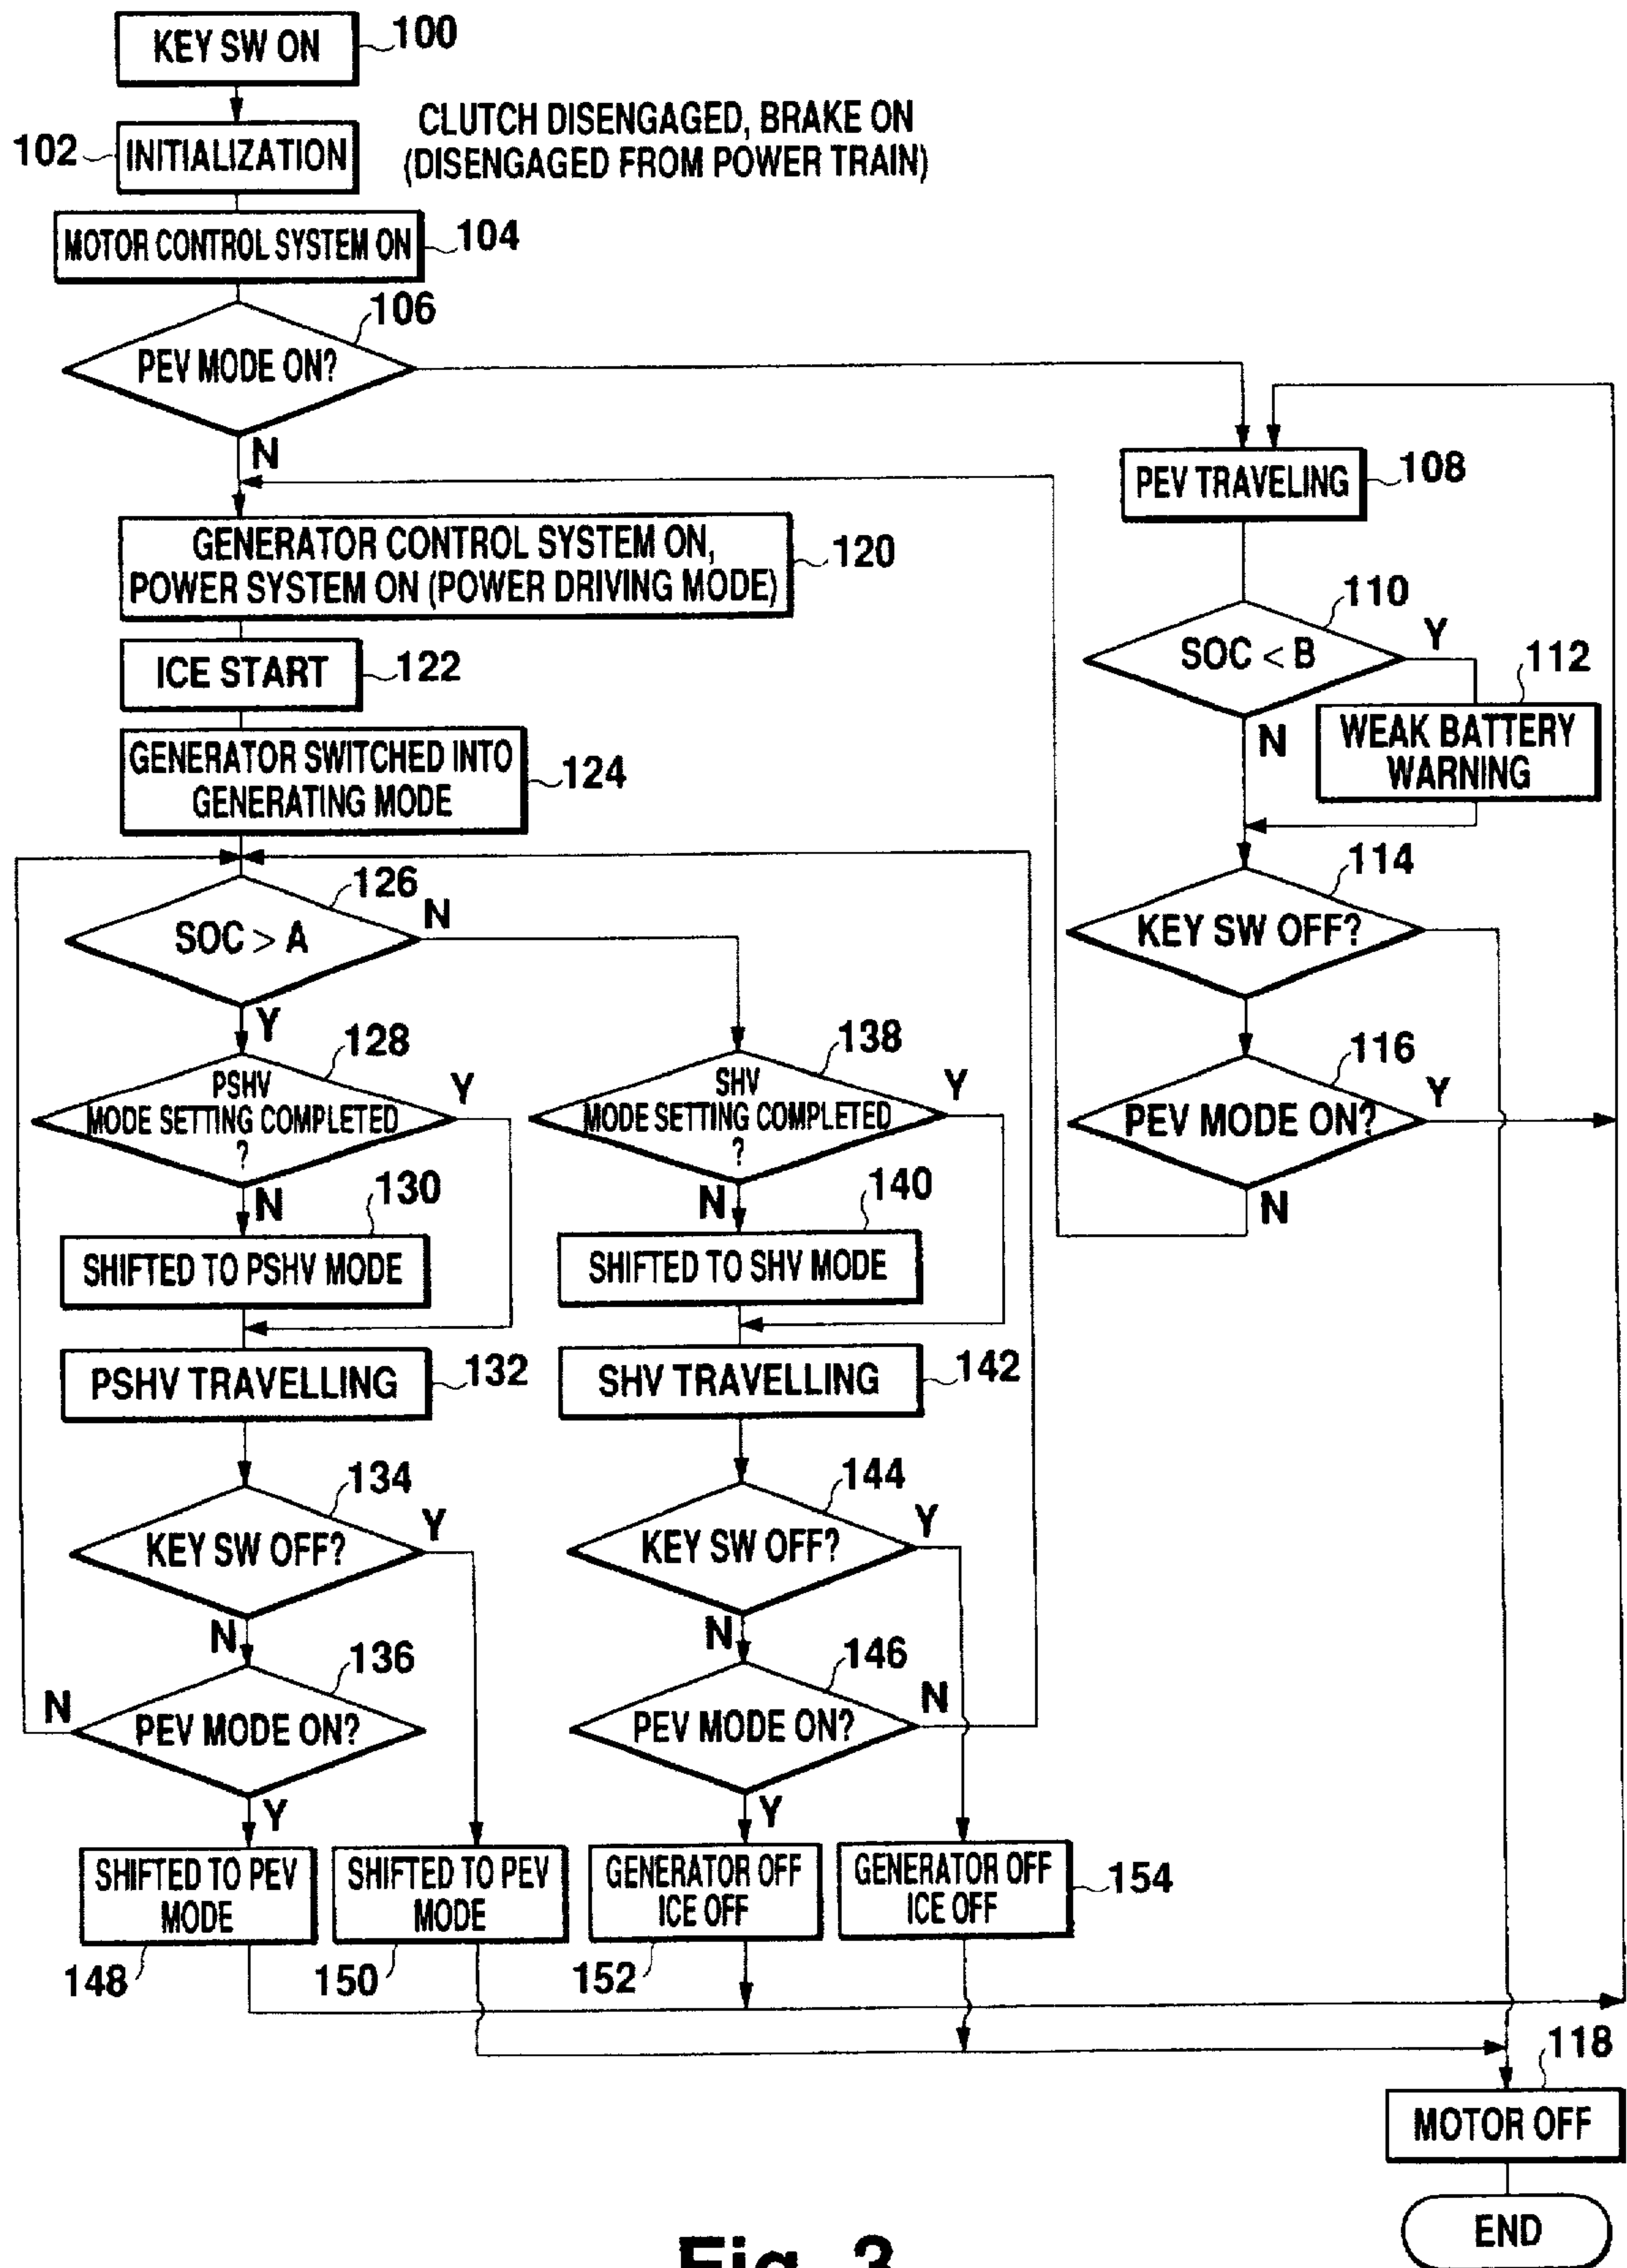 KEY SW ON
100
102
INITIALIZATION
CLUTCH DISENGAGED, BRAKE ON
(DISENGAGED FROM POWER TRAIN)
MOTOR CONTROL SYSTEM ON
104
106
PEV MODE ON?
N
PEV TRAVELING
108
GENERATOR CONTROL SYSTEM ON,
POWER SYSTEM ON (POWER DRIVING MODE)
120
110
SOC < B
Y
N
112
WEAK BATTERY
WARNING
ICE START
122
GENERATOR SWITCHED INTO
GENERATING MODE
124
114
KEY SW OFF?
116
PEV MODE ON?
Y
N
126
SOC > A
N
Y
128
PSHV
MODE SETTING COMPLETED
?
Y
N
130
SHIFTED TO PSHV MODE
PSHV TRAVELLING
132
134
KEY SW OFF?
Y
N
136
PEV MODE ON?
N
Y
138
SHV
MODE SETTING COMPLETED
?
Y
N
140
SHIFTED TO SHV MODE
SHV TRAVELLING
142
144
KEY SW OFF?
Y
N
146
PEV MODE ON?
N
Y
SHIFTED TO PEV
MODE
148
SHIFTED TO PEV
MODE
150
GENERATOR OFF
ICE OFF
152
GENERATOR OFF
ICE OFF
154
118
MOTOR OFF
END
Fig. 3